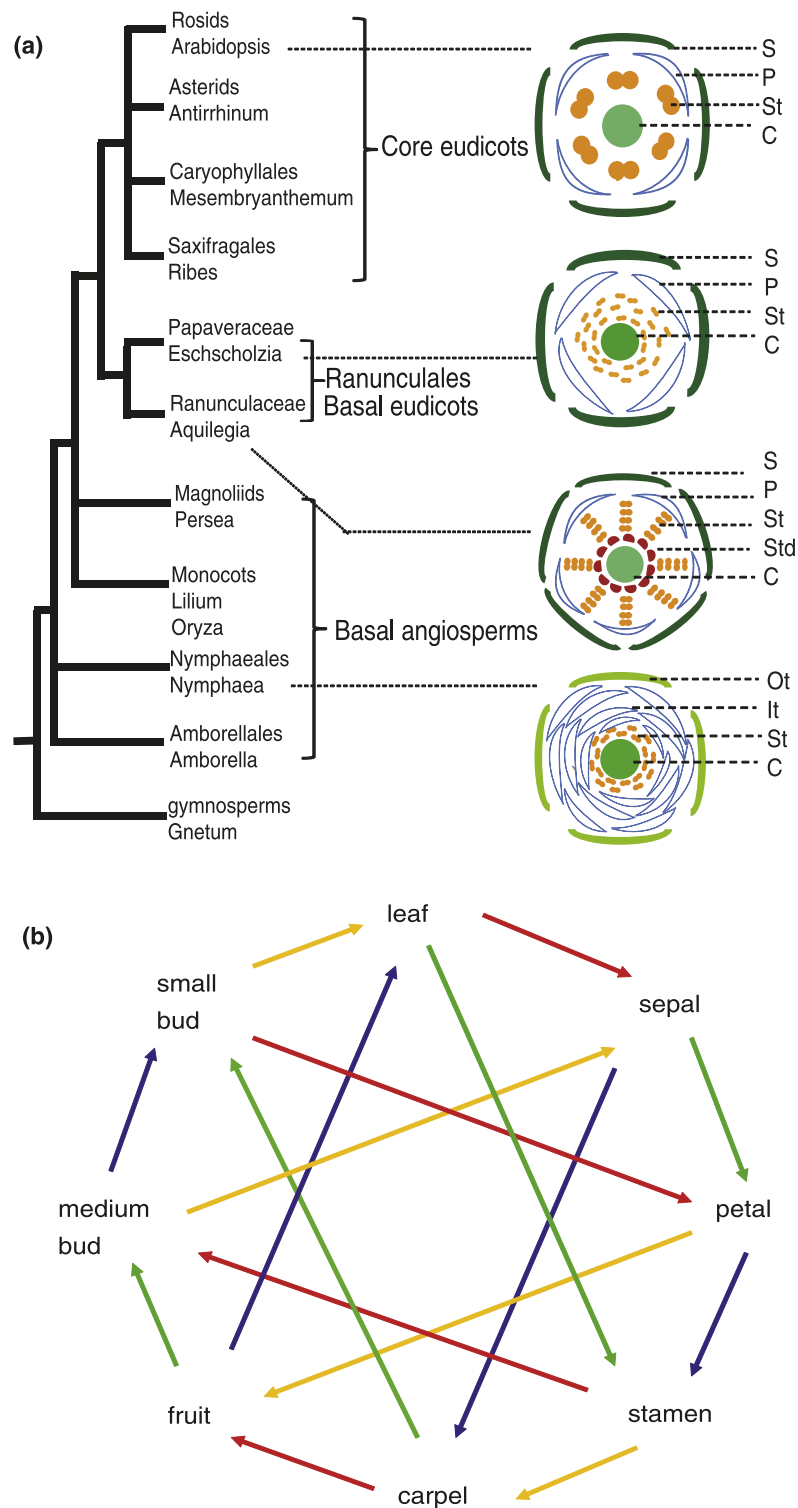 (a)
Rosids
Arabidopsis
Asterids
Antirrhinum
Caryophyllales
Mesembryanthemum
Saxifragales
Ribes
Core eudicots
Papaveraceae
Eschscholzia
Ranunculaceae
Aquilegia
Ranunculales
Basal eudicots
Magnoliids
Persea
Monocots
Lilium
Oryza
Nymphaeales
Nymphaea
Amborellales
Amborella
Basal angiosperms
gymnosperms
Gnetum
S
P
St
C
S
P
St
C
S
P
St
Std
C
Ot
It
St
C
(b)
leaf
sepal
petal
stamen
carpel
fruit
medium
bud
small
bud